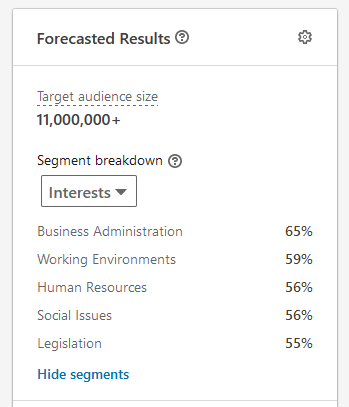 Forecasted Results
Target audience size
11,000,000+
Segment breakdown
Interests
Business Administration 65%
Working Environments 59%
Human Resources 56%
Social Issues 56%
Legislation 55%
Hide segments